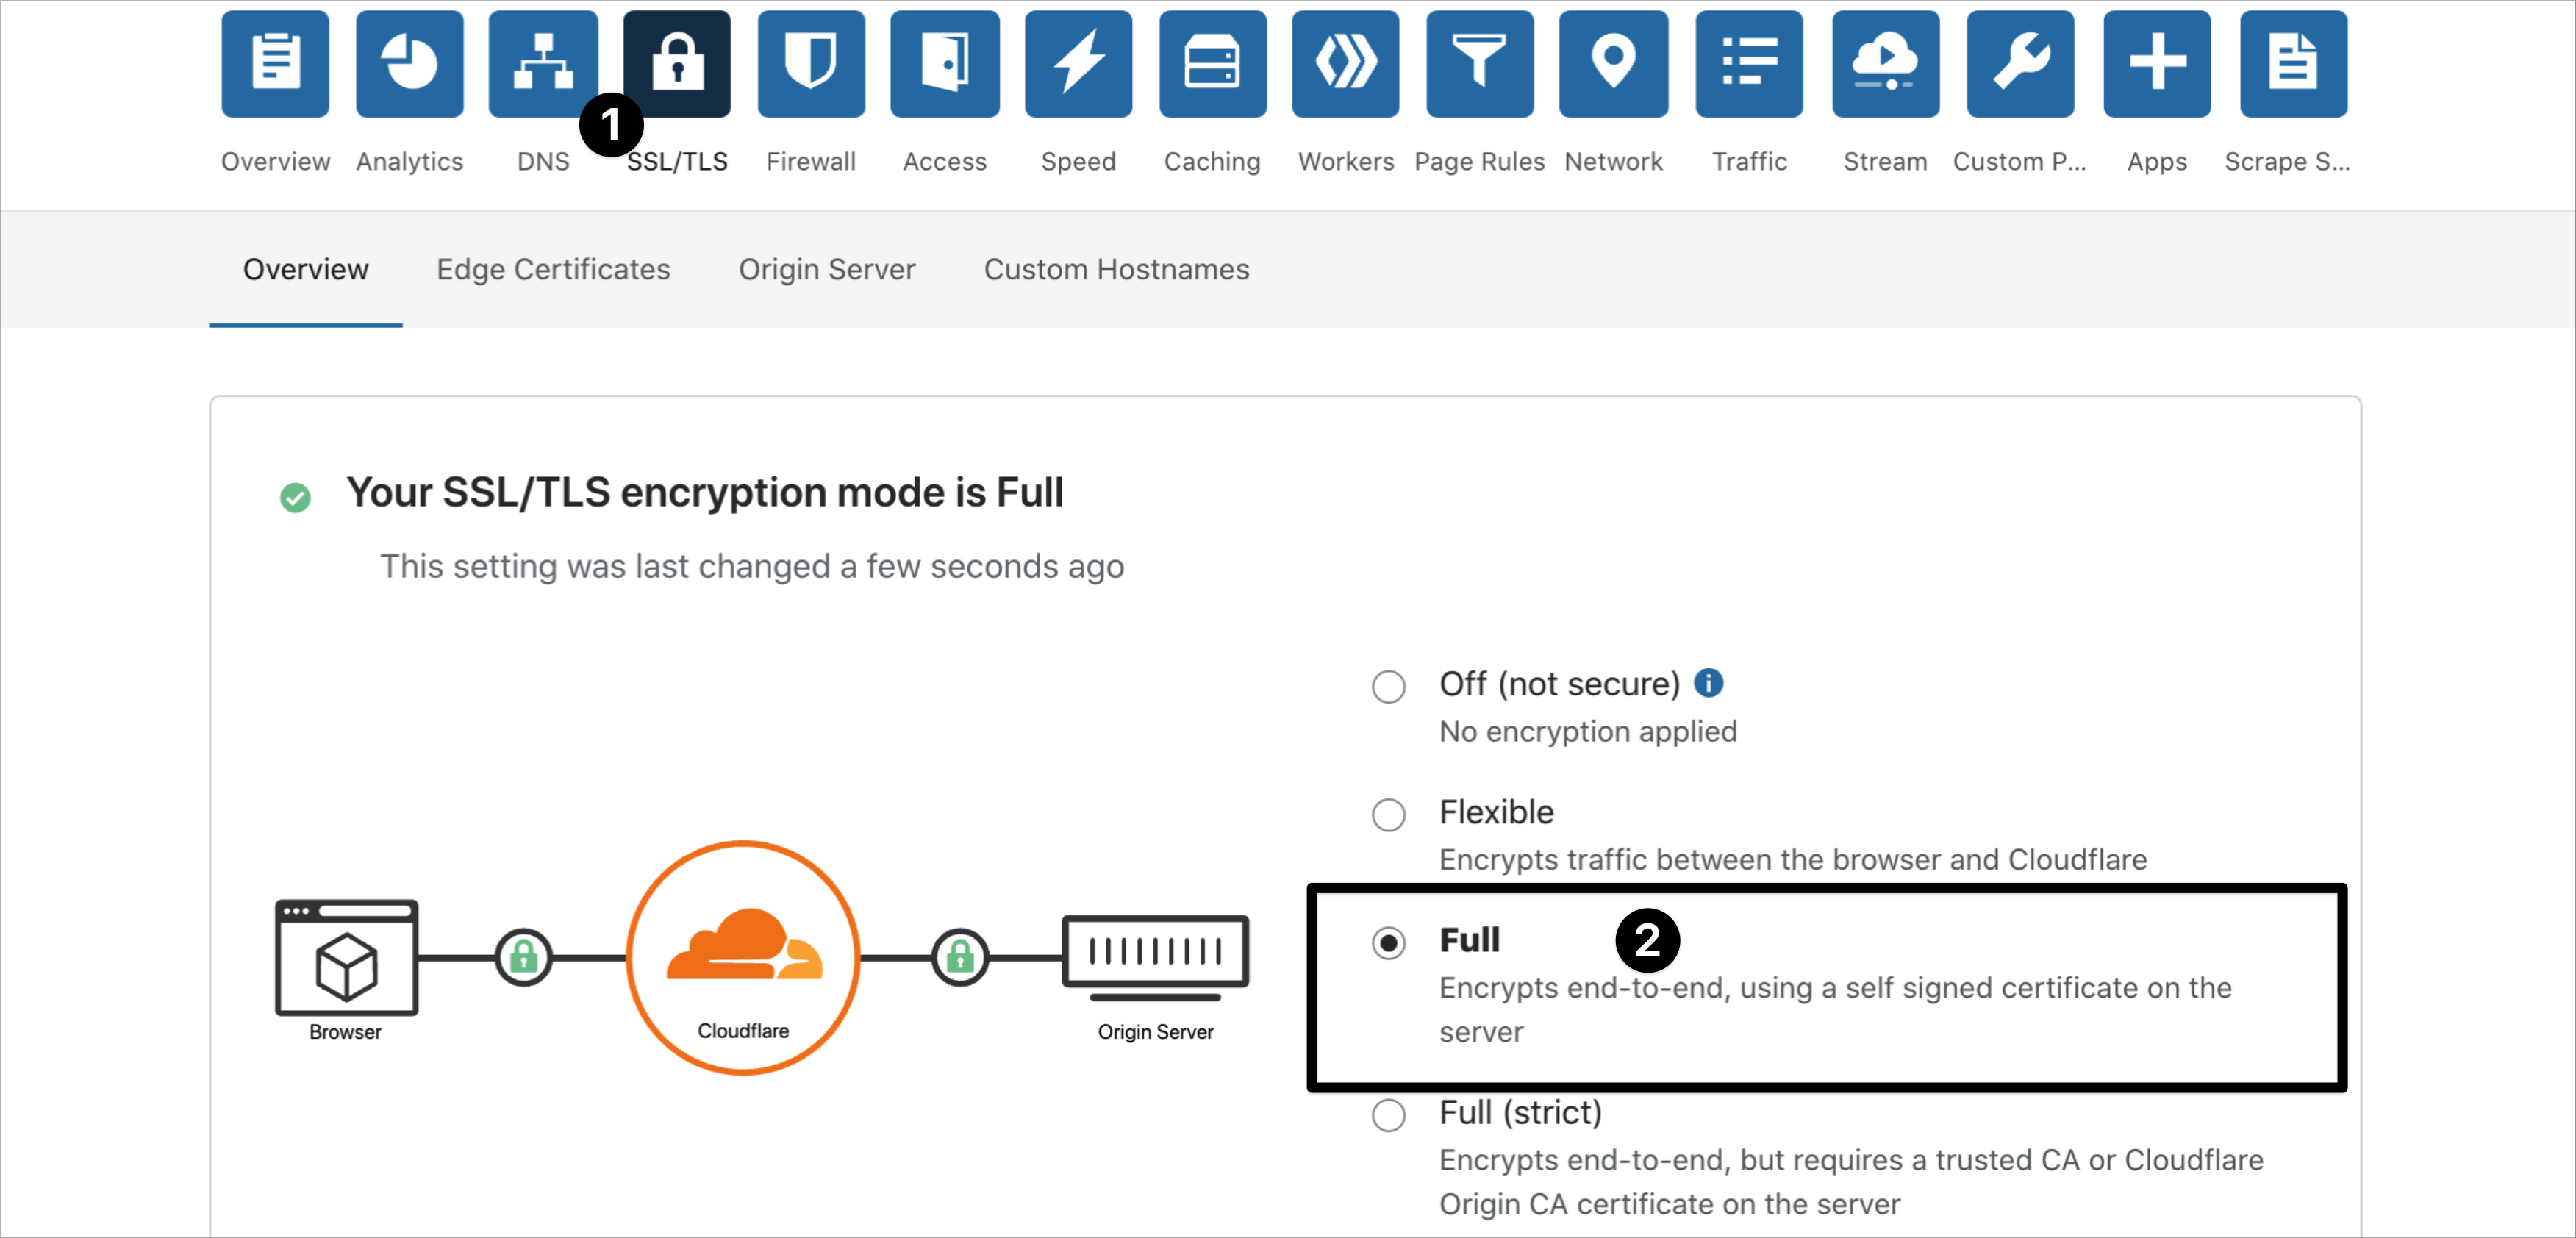 Overview Analytics DNS SSL/TLS Firewall Access Speed Caching Workers Page Rules Network Traffic Stream Custom P... Apps Scrape S...
1
Overview Edge Certificates Origin Server Custom Hostnames
Your SSL/TLS encryption mode is Full
This setting was last changed a few seconds ago
Browser
Cloudflare
Origin Server
Off (not secure) i
No encryption applied
Flexible
Encrypts traffic between the browser and Cloudflare
Full 2
Encrypts end-to-end, using a self signed certificate on the
server
Full (strict)
Encrypts end-to-end, but requires a trusted CA or Cloudflare
Origin CA certificate on the server